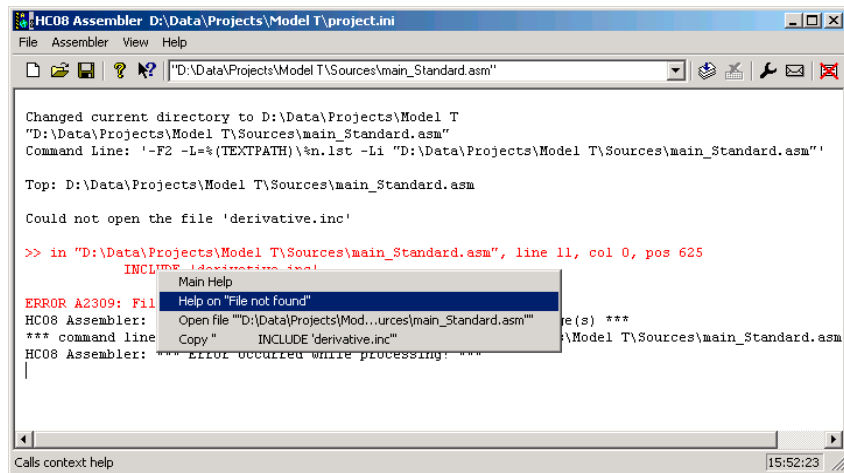 HC08 Assembler D:\Data\Projects\Model T\project.ini
File Assembler View Help
"D:\Data\Projects\Model T\Sources\main_Standard.asm"
Changed current directory to D:\Data\Projects\Model T
"D:\Data\Projects\Model T\Sources\main_Standard.asm"
Command Line: '-F2 -L=%(TEXTPATH)\%n.lst -Li "D:\Data\Projects\Model T\Sources\main_Standard.asm"'
Top: D:\Data\Projects\Model T\Sources\main_Standard.asm
Could not open the file 'derivative.inc'
>> in "D:\Data\Projects\Model T\Sources\main_Standard.asm", line 11, col 0, pos 625
INCLUDE 'derivative.inc'
Main Help
Help on "File not found"
Open file ""D:\Data\Projects\Mod...urces\main_Standard.asm""
Copy " INCLUDE 'derivative.inc'"
ERROR A2309: Fil
HC08 Assembler: e(s) ***
*** command line \Model T\Sources\main_Standard.asm
HC08 Assembler: *** Error occurred while processing! ***
Calls context help 15:52:23